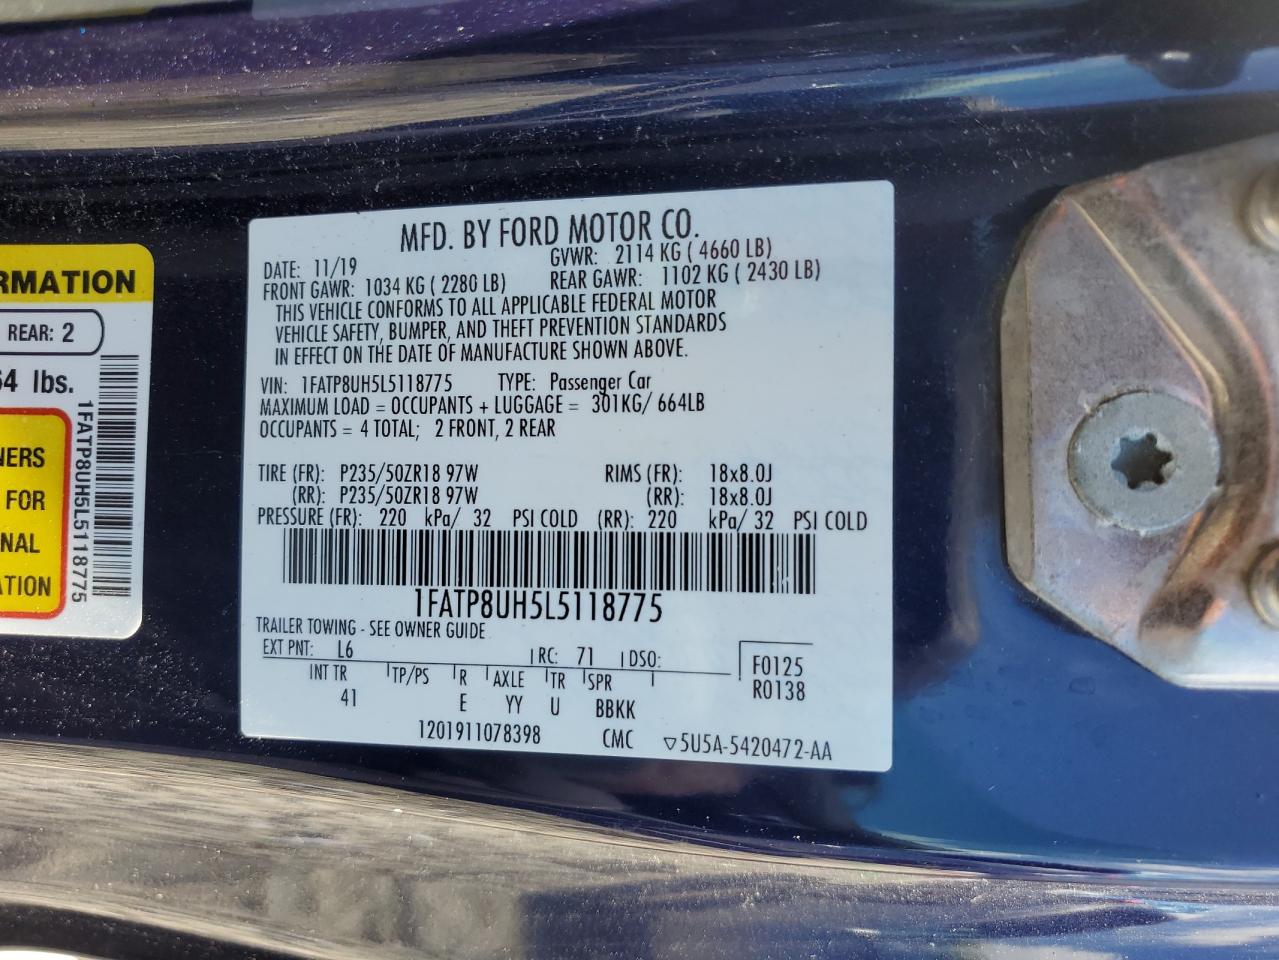 MFD. BY FORD MOTOR CO.
DATE: 11/19 GVWR: 2114 KG ( 4660 LB)
FRONT GAWR: 1034 KG ( 2280 LB) REAR GAWR: 1102 KG ( 2430 LB)
THIS VEHICLE CONFORMS TO ALL APPLICABLE FEDERAL MOTOR
VEHICLE SAFETY, BUMPER, AND THEFT PREVENTION STANDARDS
IN EFFECT ON THE DATE OF MANUFACTURE SHOWN ABOVE.
VIN: 1FATP8UH5L5118775 TYPE: Passenger Car
MAXIMUM LOAD = OCCUPANTS + LUGGAGE = 301KG/ 664LB
OCCUPANTS = 4 TOTAL; 2 FRONT, 2 REAR
TIRE (FR): P235/50ZR18 97W RIMS (FR): 18x8.0J
(RR): P235/50ZR18 97W (RR): 18x8.0J
PRESSURE (FR): 220 kPa/ 32 PSI COLD (RR): 220 kPa/ 32 PSI COLD
1FATP8UH5L5118775
TRAILER TOWING - SEE OWNER GUIDE
EXT PNT: L6 RC: 71 DSO:
INT TR TP/PS R AXLE TR SPR
41 E YY U BBKK
F0125
R0138
1201911078398 CMC ▽5U5A-5420472-AA
RMATION
REAR: 2
64 lbs.
NERS
FOR
NAL
ATION
1FATP8UH5L5118775